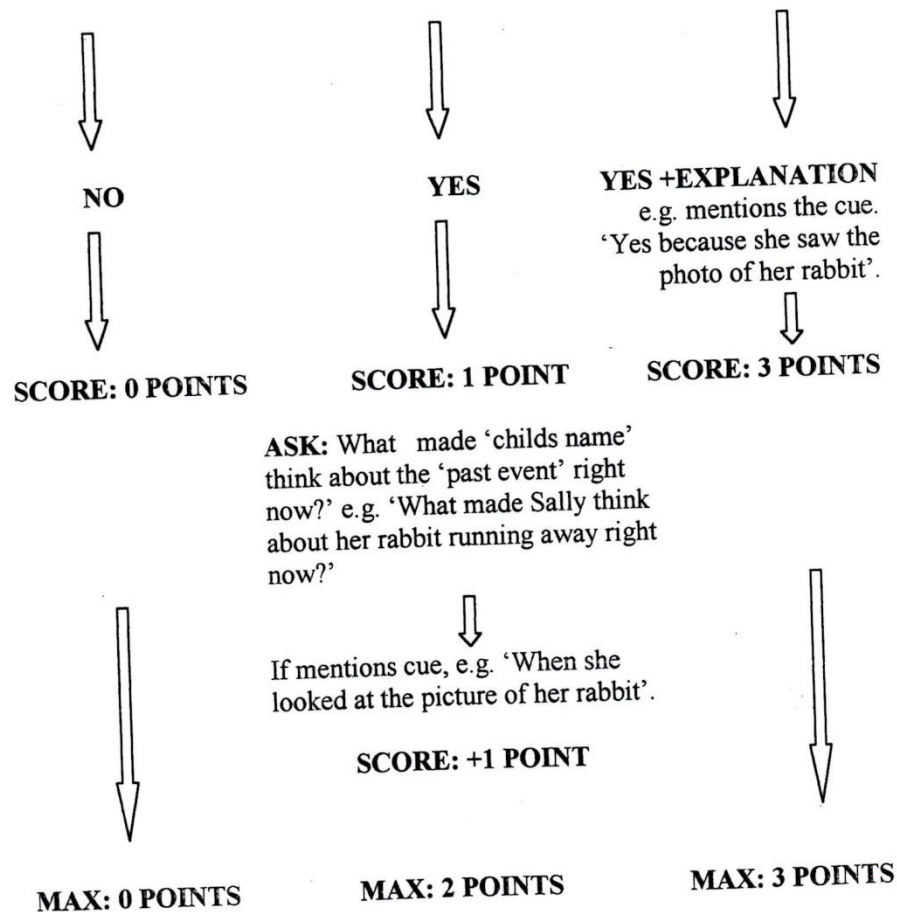 NO
YES
YES +EXPLANATION
e.g. mentions the cue.
‘Yes because she saw the
photo of her rabbit’.
SCORE: 0 POINTS
SCORE: 1 POINT
SCORE: 3 POINTS
ASK: What made ‘childs name’
think about the ‘past event’ right
now?’ e.g. ‘What made Sally think
about her rabbit running away right
now?’
If mentions cue, e.g. ‘When she
looked at the picture of her rabbit’.
SCORE: +1 POINT
MAX: 0 POINTS
MAX: 2 POINTS
MAX: 3 POINTS